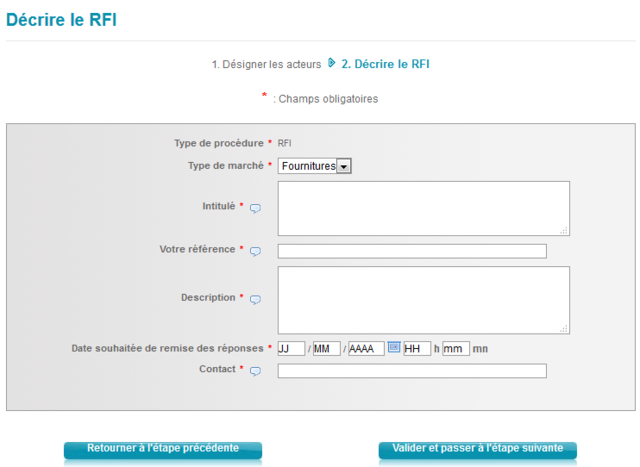 Décrire le RFI
1. Désigner les acteurs 2. Décrire le RFI
* : Champs obligatoires
Type de procédure * RFI
Type de marché * Fournitures
Intitulé *
Votre référence *
Description *
Date souhaitée de remise des réponses * JJ / MM / AAAA HH h mm mn
Contact *
Retourner à l'étape précédente Valider et passer à l'étape suivante